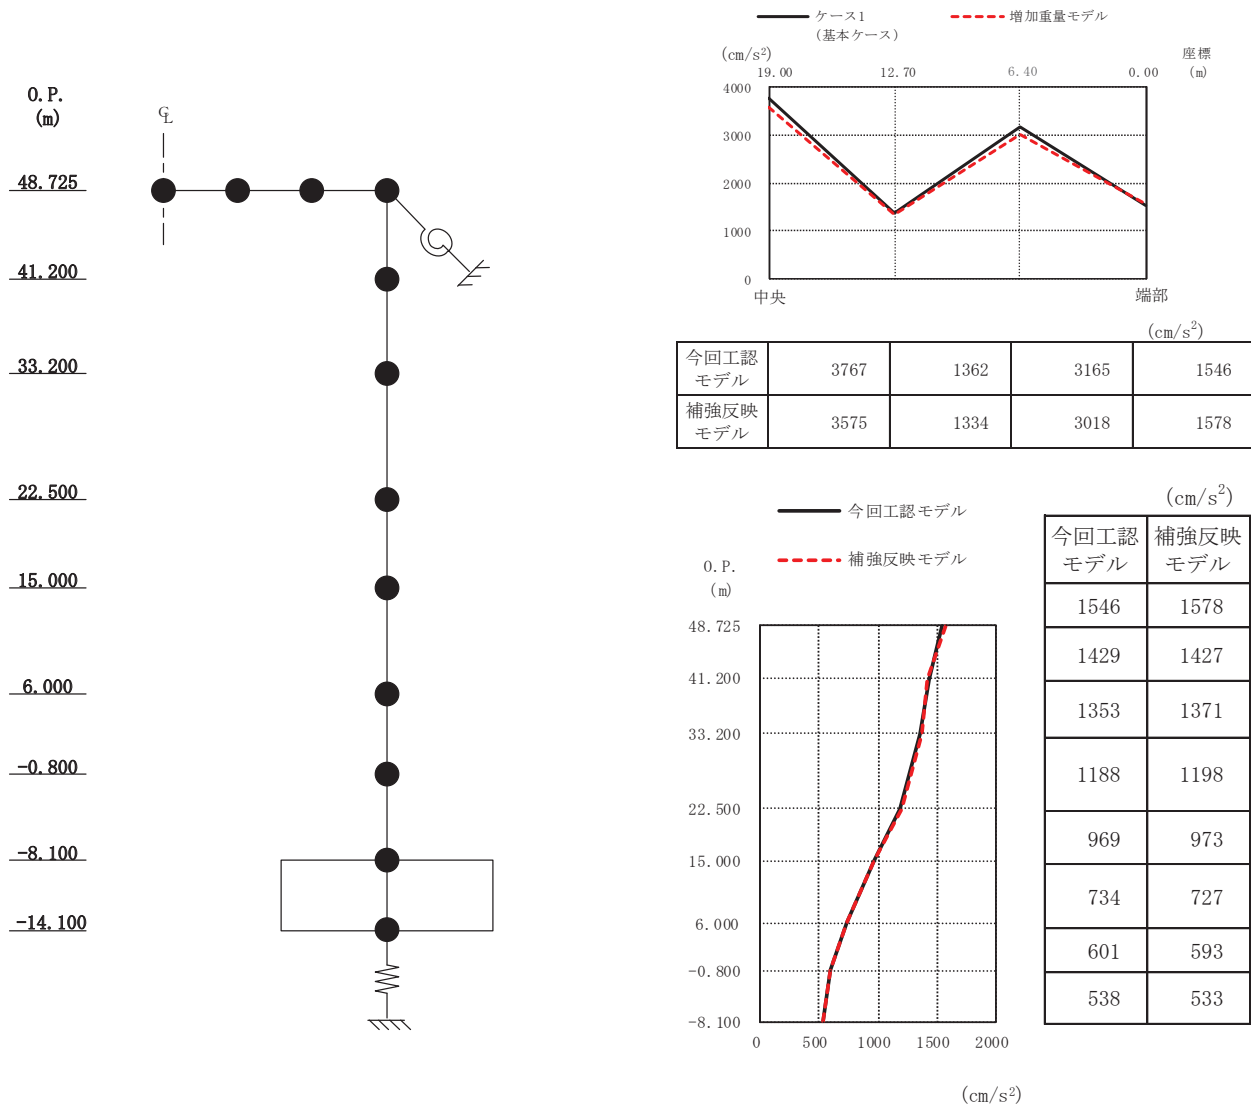 O.P.
(m)
℄
48.725
41.200
33.200
22.500
15.000
6.000
-0.800
-8.100
-14.100
ケース1
(基本ケース)
増加重量モデル
(cm/s²)
座標
(m)
19.00 12.70 6.40 0.00
4000
3000
2000
1000
0
中央 端部
(cm/s²)
今回工認
モデル
3767 1362 3165 1546
補強反映
モデル
3575 1334 3018 1578
今回工認モデル
補強反映モデル
O.P.
(m)
48.725
41.200
33.200
22.500
15.000
6.000
-0.800
-8.100
0 500 1000 1500 2000
(cm/s²)
(cm/s²)
今回工認 補強反映
モデル モデル
1546 1578
1429 1427
1353 1371
1188 1198
969 973
734 727
601 593
538 533